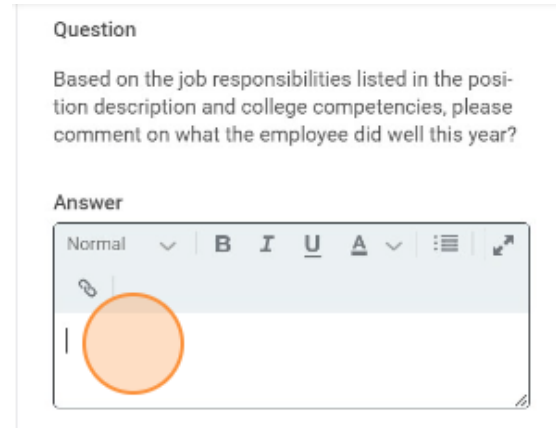 Question
Based on the job responsibilities listed in the posi-
tion description and college competencies, please
comment on what the employee did well this year?
Answer
Normal B I U A